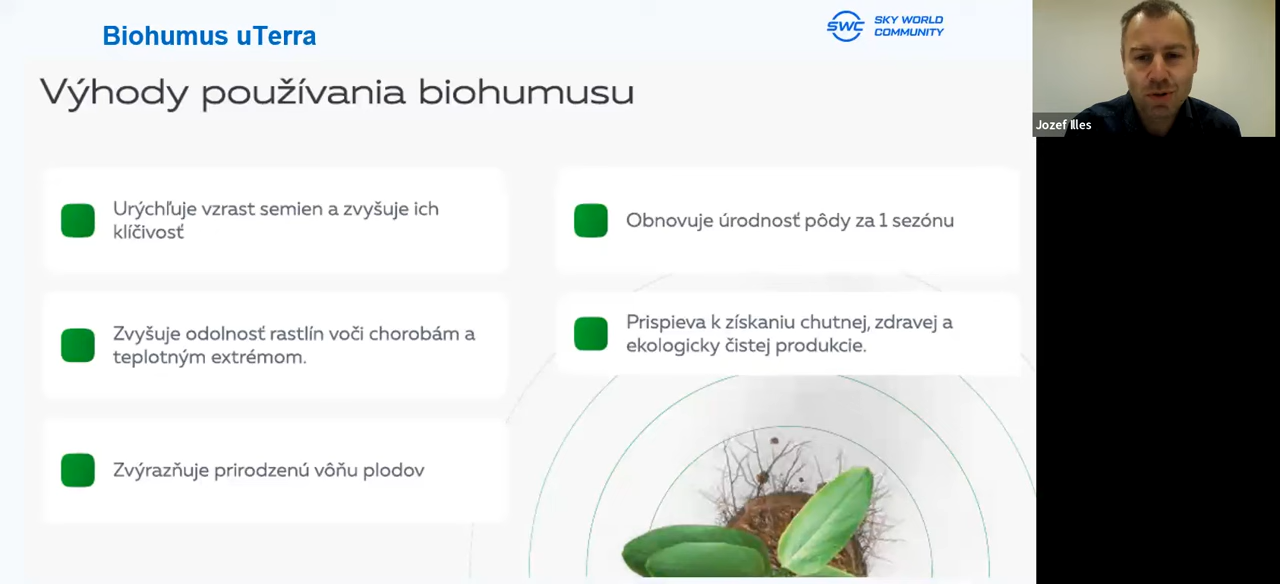 Biohumus uTerra
SWC
SKY WORLD
COMMUNITY
Výhody používania biohumusu
Urýchľuje vzrast semien a zvyšuje ich
klíčivosť
Zvyšuje odolnosť rastlín voči chorobám a
teplotným extrémom.
Zvýrazňuje prirodzenú vôňu plodov
Obnovuje úrodnosť pôdy za 1 sezónu
Prispieva k získaniu chutnej, zdravej a
ekologicky čistej produkcie.
Jozef Illes